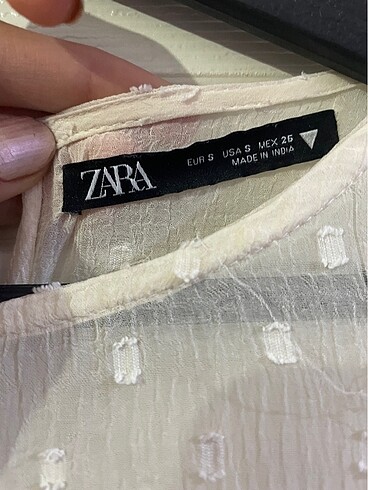 ZARA
EUR S USA S MEX 26
MADE IN INDIA